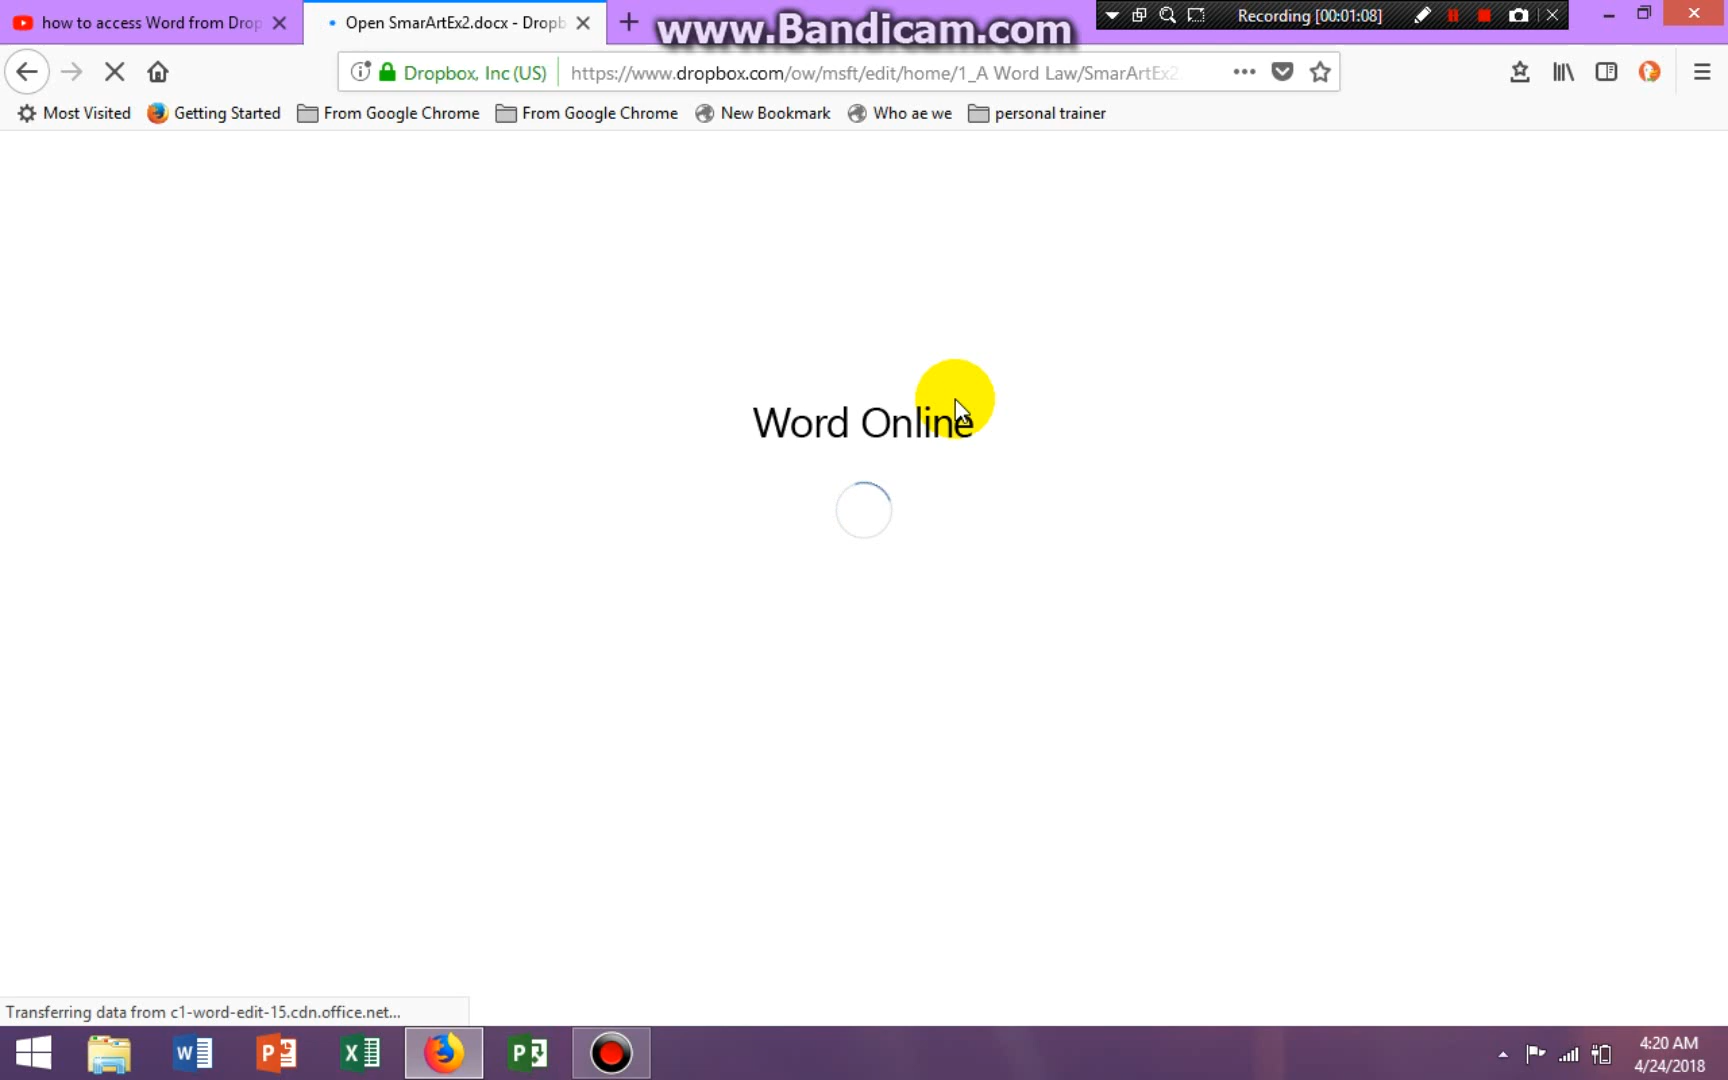 how to access Word from Drop
Open SmarArtEx2.docx - Dropb
www.Bandicam.com
Recording [00:01:08]
Dropbox, Inc (US)
https://www.dropbox.com/ow/msft/edit/home/1_A Word Law/SmarArtEx2
Most Visited
Getting Started
From Google Chrome
From Google Chrome
New Bookmark
Who ae we
personal trainer
Word Online
Transferring data from c1-word-edit-15.cdn.office.net...
4:20 AM
4/24/2018